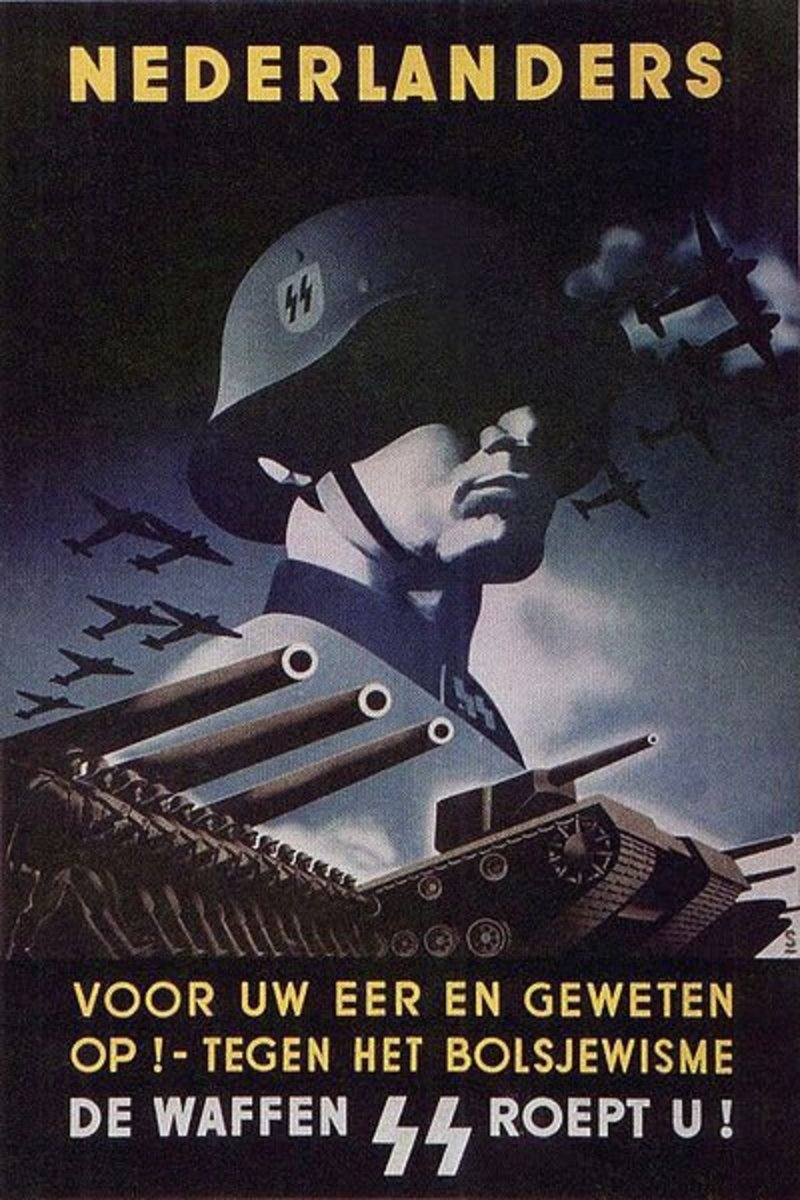 NEDERLANDERS
VOOR UW EER EN GEWETEN
OP! - TEGEN HET BOLSJEWISME
DE WAFFEN SS ROEPT U!